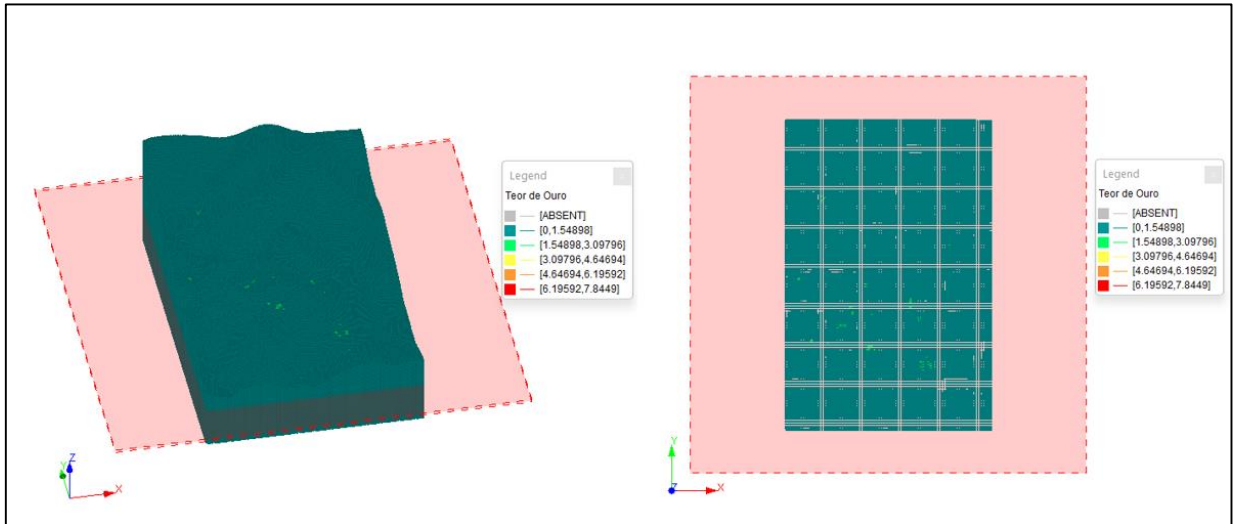 Legend
Teor de Ouro
[ABSENT]
[0,1.54898]
[1.54898,3.09796]
[3.09796,4.64694]
[4.64694,6.19592]
[6.19592,7.8449]
Z
Y
X
Legend
Teor de Ouro
[ABSENT]
[0,1.54898]
[1.54898,3.09796]
[3.09796,4.64694]
[4.64694,6.19592]
[6.19592,7.8449]
Y
Z
X